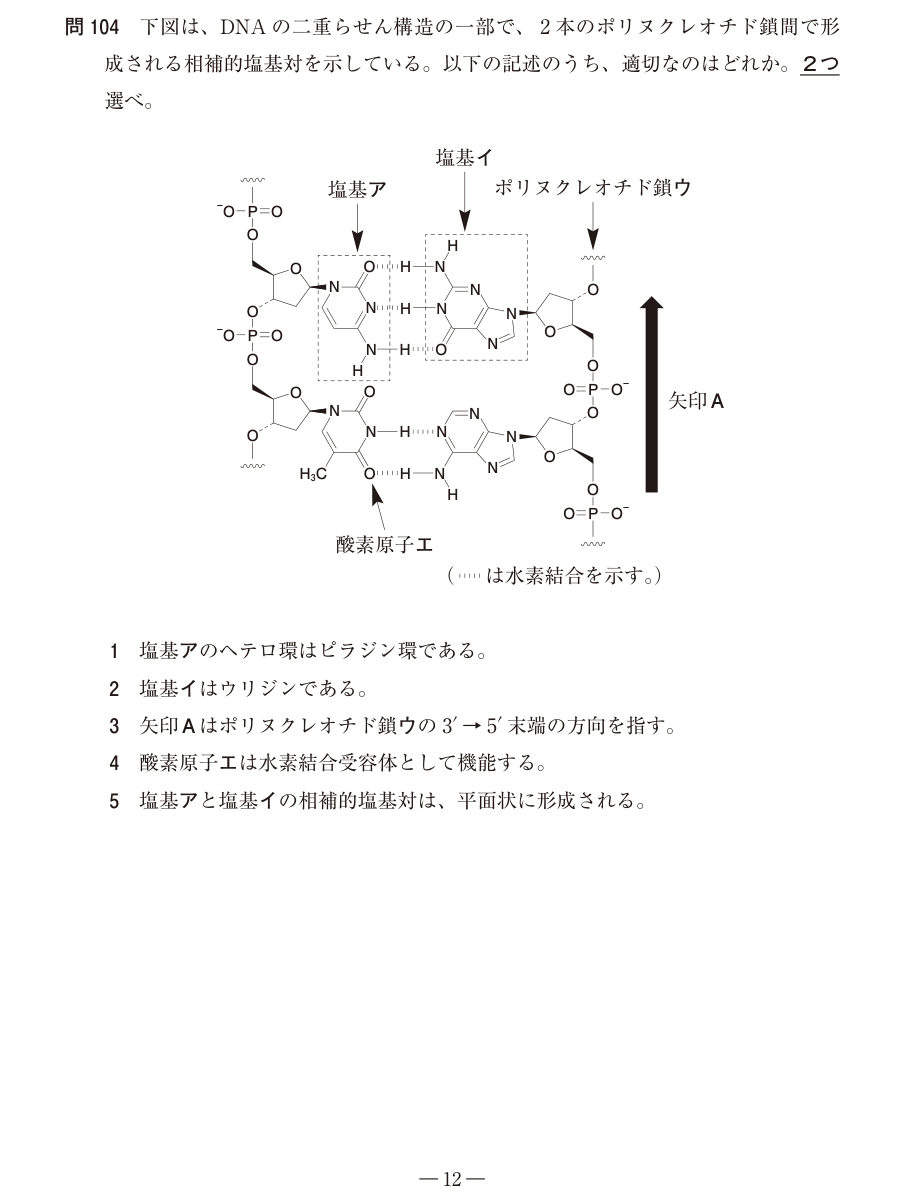 問 104　下図は、DNA の二重らせん構造の一部で、2本のポリヌクレオチド鎖間で形
成される相補的塩基対を示している。以下の記述のうち、適切なのはどれか。2つ
選べ。
塩基イ
塩基ア
ポリヌクレオチド鎖ウ
⁻O－P＝O
O
O
O
H
O
H
N
N
N
N
H
N
N
N
N
H
O
H
O
O
O
⁻O－P＝O
O
O
O＝P－O⁻
O
矢印A
O
N
O
N
H
N
N
N
N
O
O
O
H₃C
O
H
N
H
O
O＝P－O⁻
酸素原子エ
（ は水素結合を示す。）
1　塩基アのヘテロ環はピラジン環である。
2　塩基イはウリジンである。
3　矢印Aはポリヌクレオチド鎖ウの 3′→ 5′ 末端の方向を指す。
4　酸素原子エは水素結合受容体として機能する。
5　塩基アと塩基イの相補的塩基対は、平面状に形成される。
― 12 ―